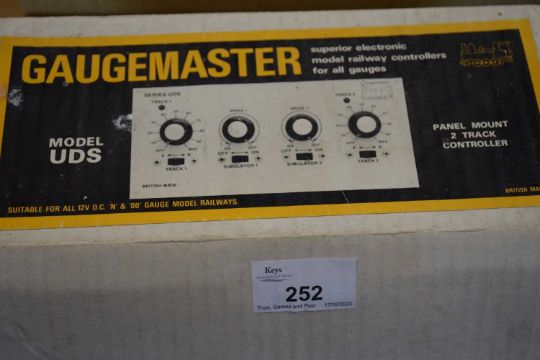 GAUGEMASTER
superior electronic
model railway controllers
for all gauges
MODEL
UDS
SERIES UDS
TRACK 1
BRAKE 1
BRAKE 2
TRACK 2
OFF MAX
OFF ON
OFF ON
OFF MAX
TRACK 1
SIMULATOR 1
SIMULATOR 2
TRACK 2
BRITISH MADE
PANEL MOUNT
2 TRACK
CONTROLLER
SUITABLE FOR ALL 12V D.C. 'N' & '00' GAUGE MODEL RAILWAYS.
BRITISH MA
Keys
252
Toys, Games and Past 17/02/2022